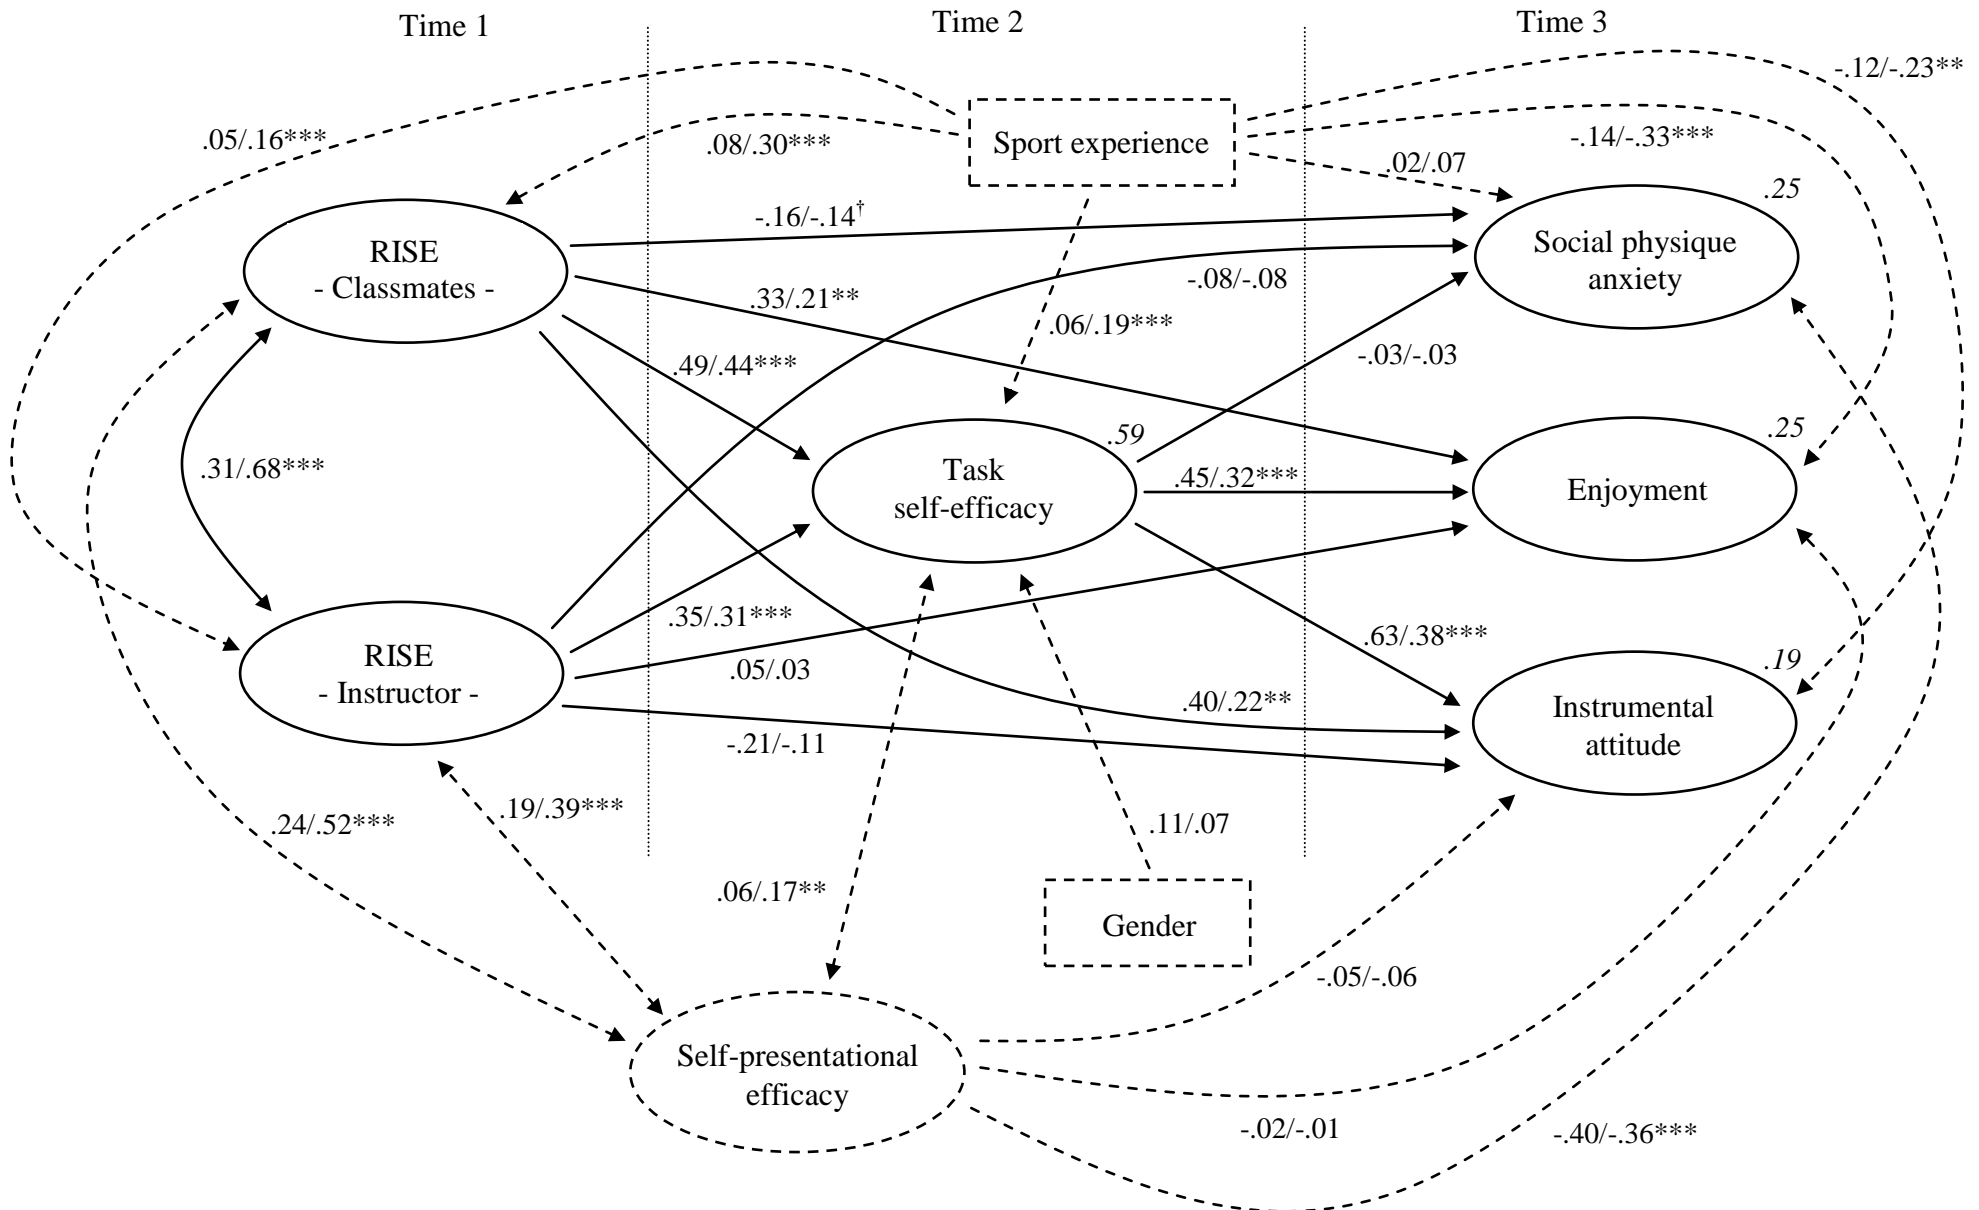 Time 1
Time 2
Time 3
-.12/-.23**
.05/.16***
.08/.30***
Sport experience
-.14/-.33***
.02/.07
.25
-.16/-.14†
RISE
- Classmates -
Social physique
anxiety
-.08/-.08
.33/.21**
.06/.19***
-.03/-.03
.49/.44***
.59
.25
.31/.68***
Task
self-efficacy
.45/.32***
Enjoyment
.35/.31***
.63/.38***
RISE
- Instructor -
.05/.03
.19
.40/.22**
Instrumental
attitude
-.21/-.11
.24/.52***
.19/.39***
.11/.07
.06/.17**
Gender
-.05/-.06
Self-presentational
efficacy
-.02/-.01
-.40/-.36***